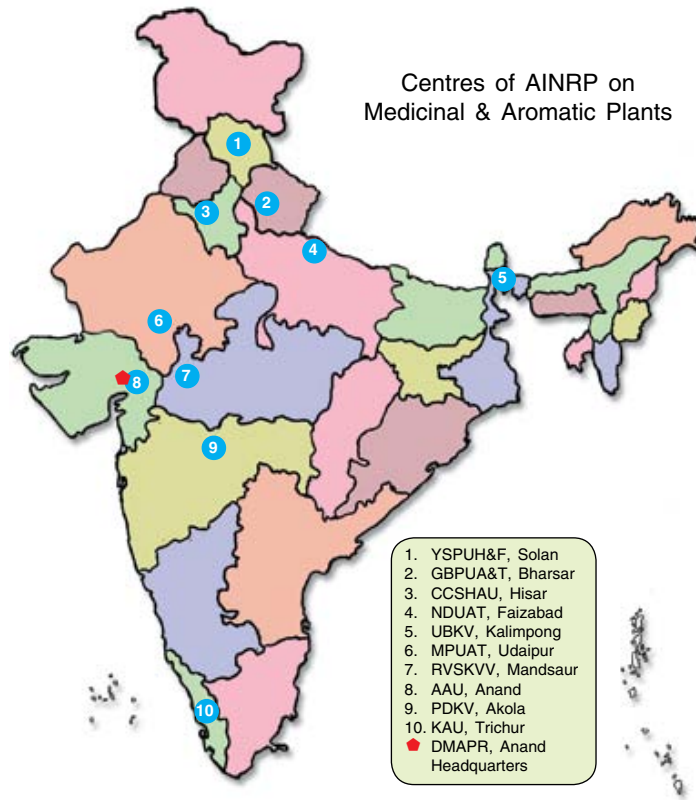 Centres of AINRP on
Medicinal & Aromatic Plants
1
2
3
4
5
6
7
8
9
10
1. YSPUH&F, Solan
2. GBPUA&T, Bharsar
3. CCSHAU, Hisar
4. NDUAT, Faizabad
5. UBKV, Kalimpong
6. MPUAT, Udaipur
7. RVSKVV, Mandsaur
8. AAU, Anand
9. PDKV, Akola
10. KAU, Trichur
DMAPR, Anand
Headquarters